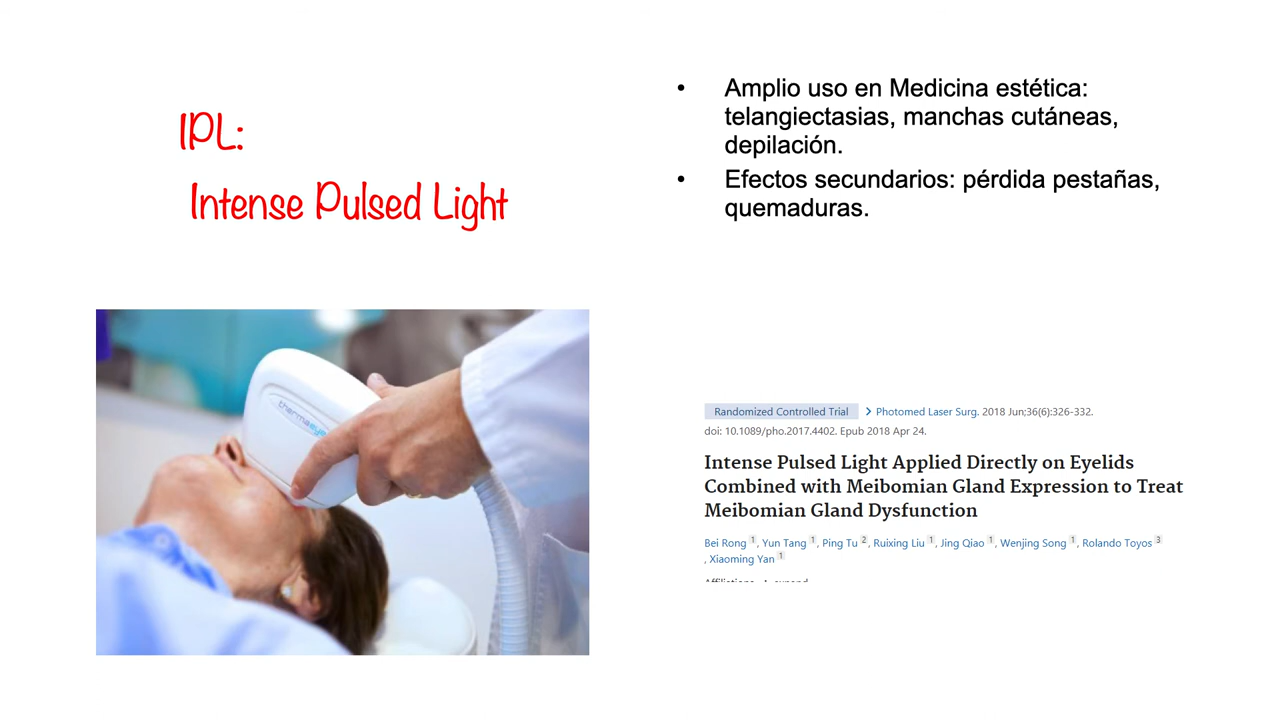 IPL:
Intense Pulsed Light
• Amplio uso en Medicina estética:
telangiectasias, manchas cutáneas,
depilación.
• Efectos secundarios: pérdida pestañas,
quemaduras.
thermaeye
Randomized Controlled Trial > Photomed Laser Surg. 2018 Jun;36(6):326-332.
doi: 10.1089/pho.2017.4402. Epub 2018 Apr 24.
Intense Pulsed Light Applied Directly on Eyelids
Combined with Meibomian Gland Expression to Treat
Meibomian Gland Dysfunction
Bei Rong 1, Yun Tang 1, Ping Tu 2, Ruixing Liu 1, Jing Qiao 1, Wenjing Song 1, Rolando Toyos 3
, Xiaoming Yan 1